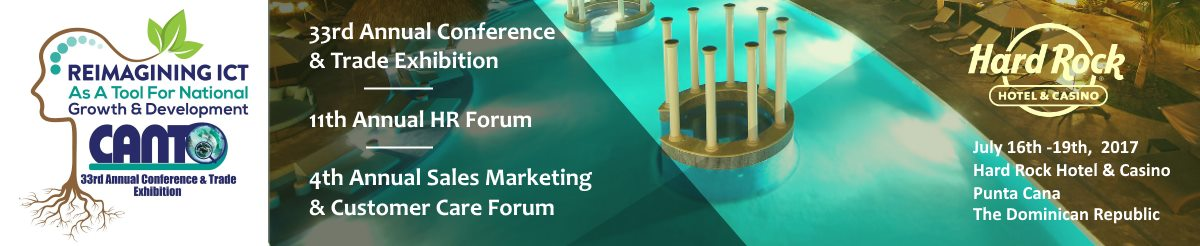 REIMAGINING ICT
As A Tool For National
Growth & Development
CANTO
33rd Annual Conference & Trade
Exhibition
33rd Annual Conference
& Trade Exhibition
11th Annual HR Forum
4th Annual Sales Marketing
& Customer Care Forum
Hard Rock
HOTEL & CASINO
July 16th -19th,  2017
Hard Rock Hotel & Casino
Punta Cana
The Dominican Republic